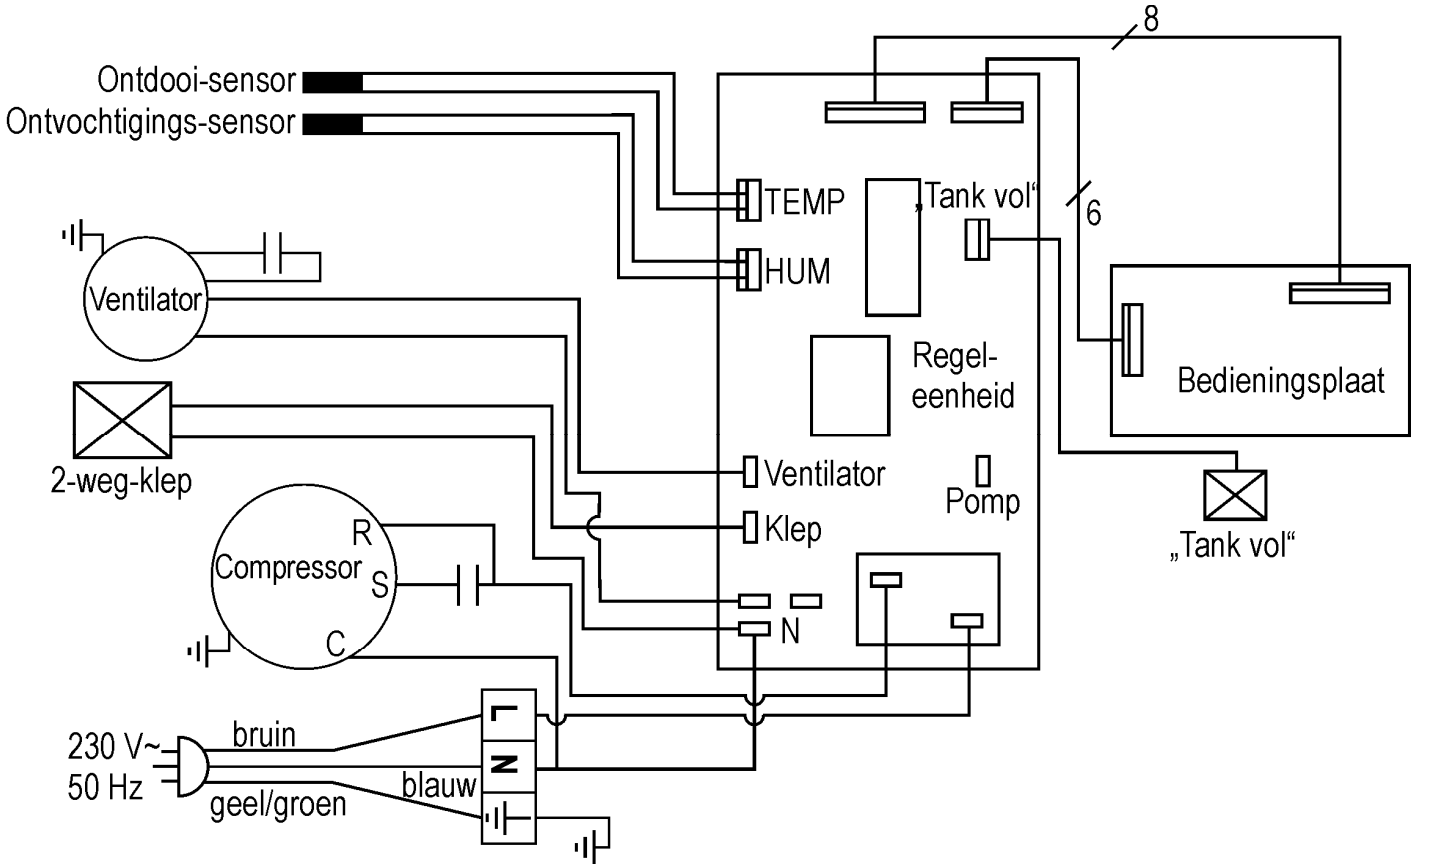 8
Ontdooi-sensor
Ontvochtigings-sensor
TEMP
„Tank vol“
6
HUM
Ventilator
Regel-
eenheid
Bedieningsplaat
2-weg-klep
Ventilator
Pomp
Klep
„Tank vol“
R
Compressor
S
C
N
L
bruin
230 V~
50 Hz
N
blauw
geel/groen